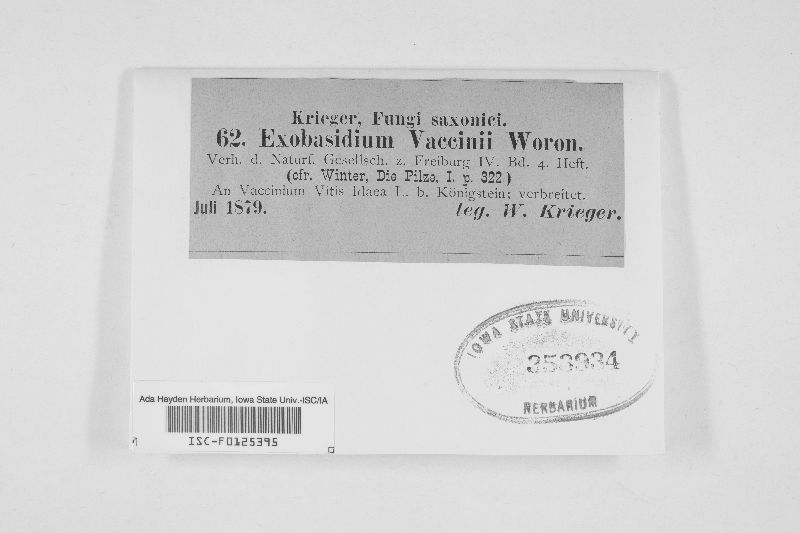 Krieger, Fungi saxonici.
62. Exobasidium Vaccinii Woron.
Verh. d. Naturf. Gesellsch. z. Freiburg IV. Bd. 4. Heft.
(cfr. Winter, Die Pilze, I. p. 322)
An Vaccinium Vitis Idaea L. b. Königstein; verbreitet.
Juli 1879.
leg. W. Krieger.
IOWA STATE UNIVERSITY
353934
HERBARIUM
Ada Hayden Herbarium, Iowa State Univ.-ISC/IA
ISC-F0125395